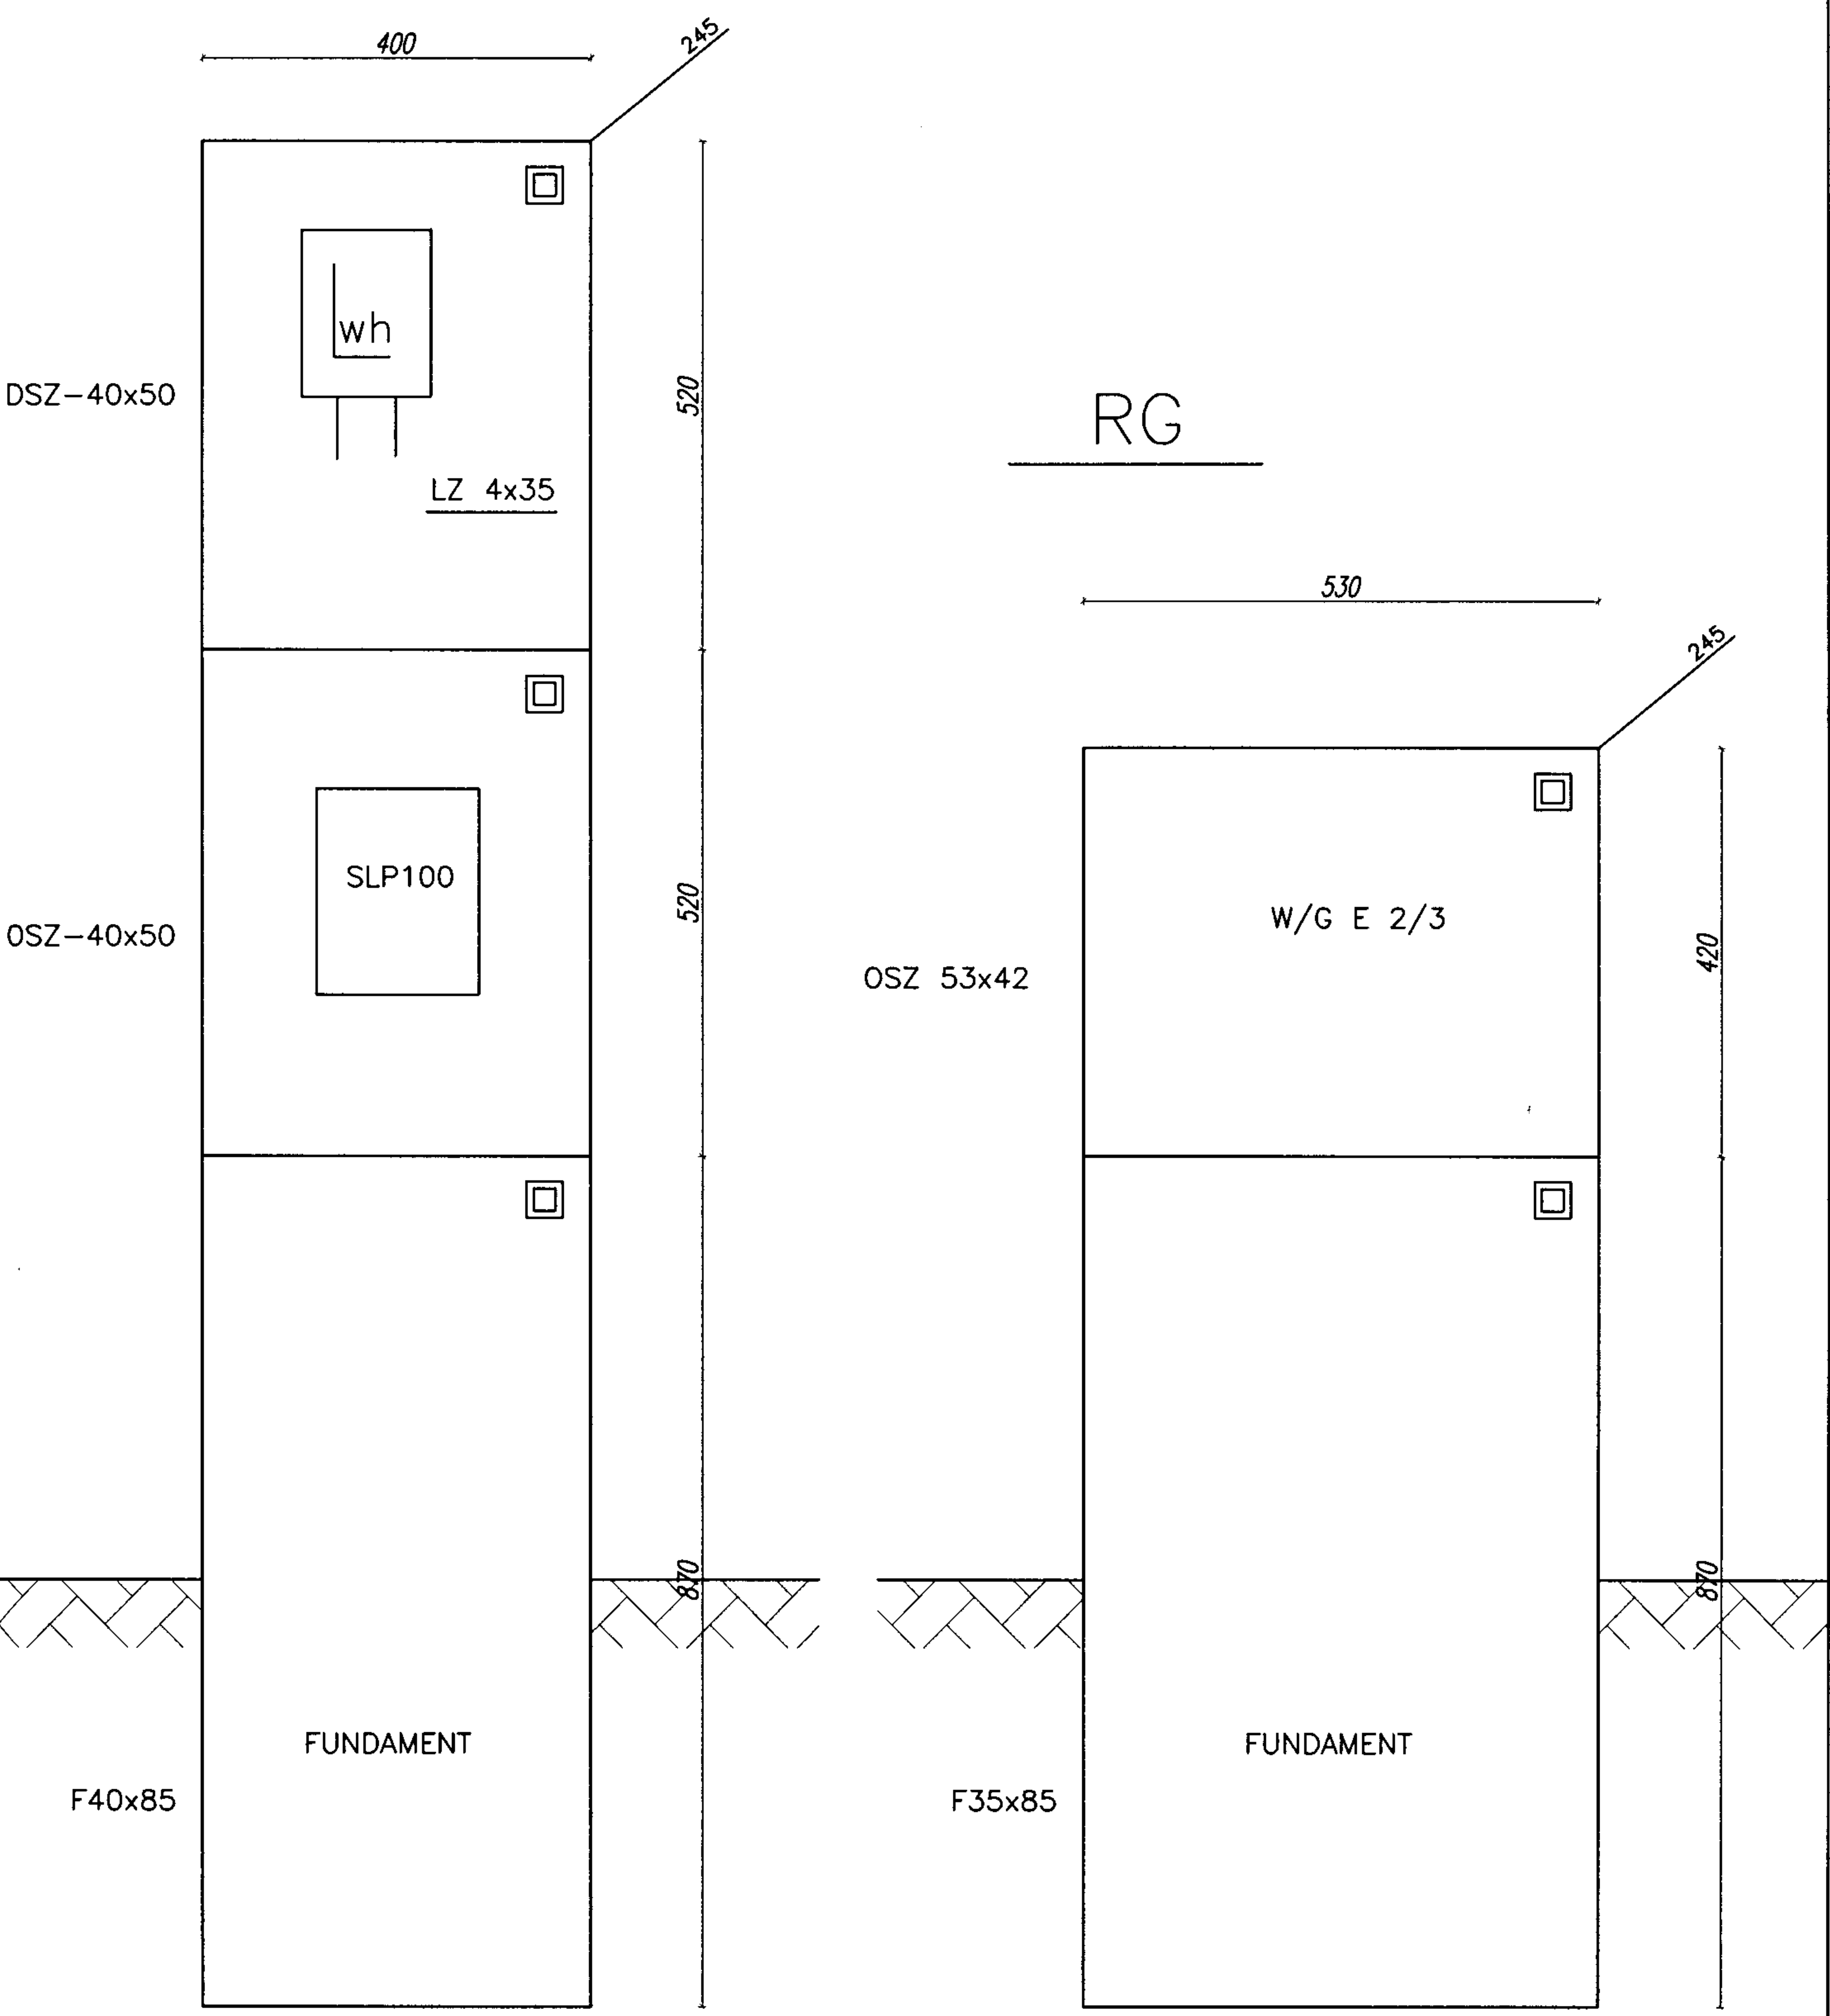 400
245
wh
DSZ-40x50
520
LZ 4x35
SLP100
OSZ-40x50
520
FUNDAMENT
F40x85
870
RG
530
245
W/G E 2/3
OSZ 53x42
420
FUNDAMENT
F35x85
870